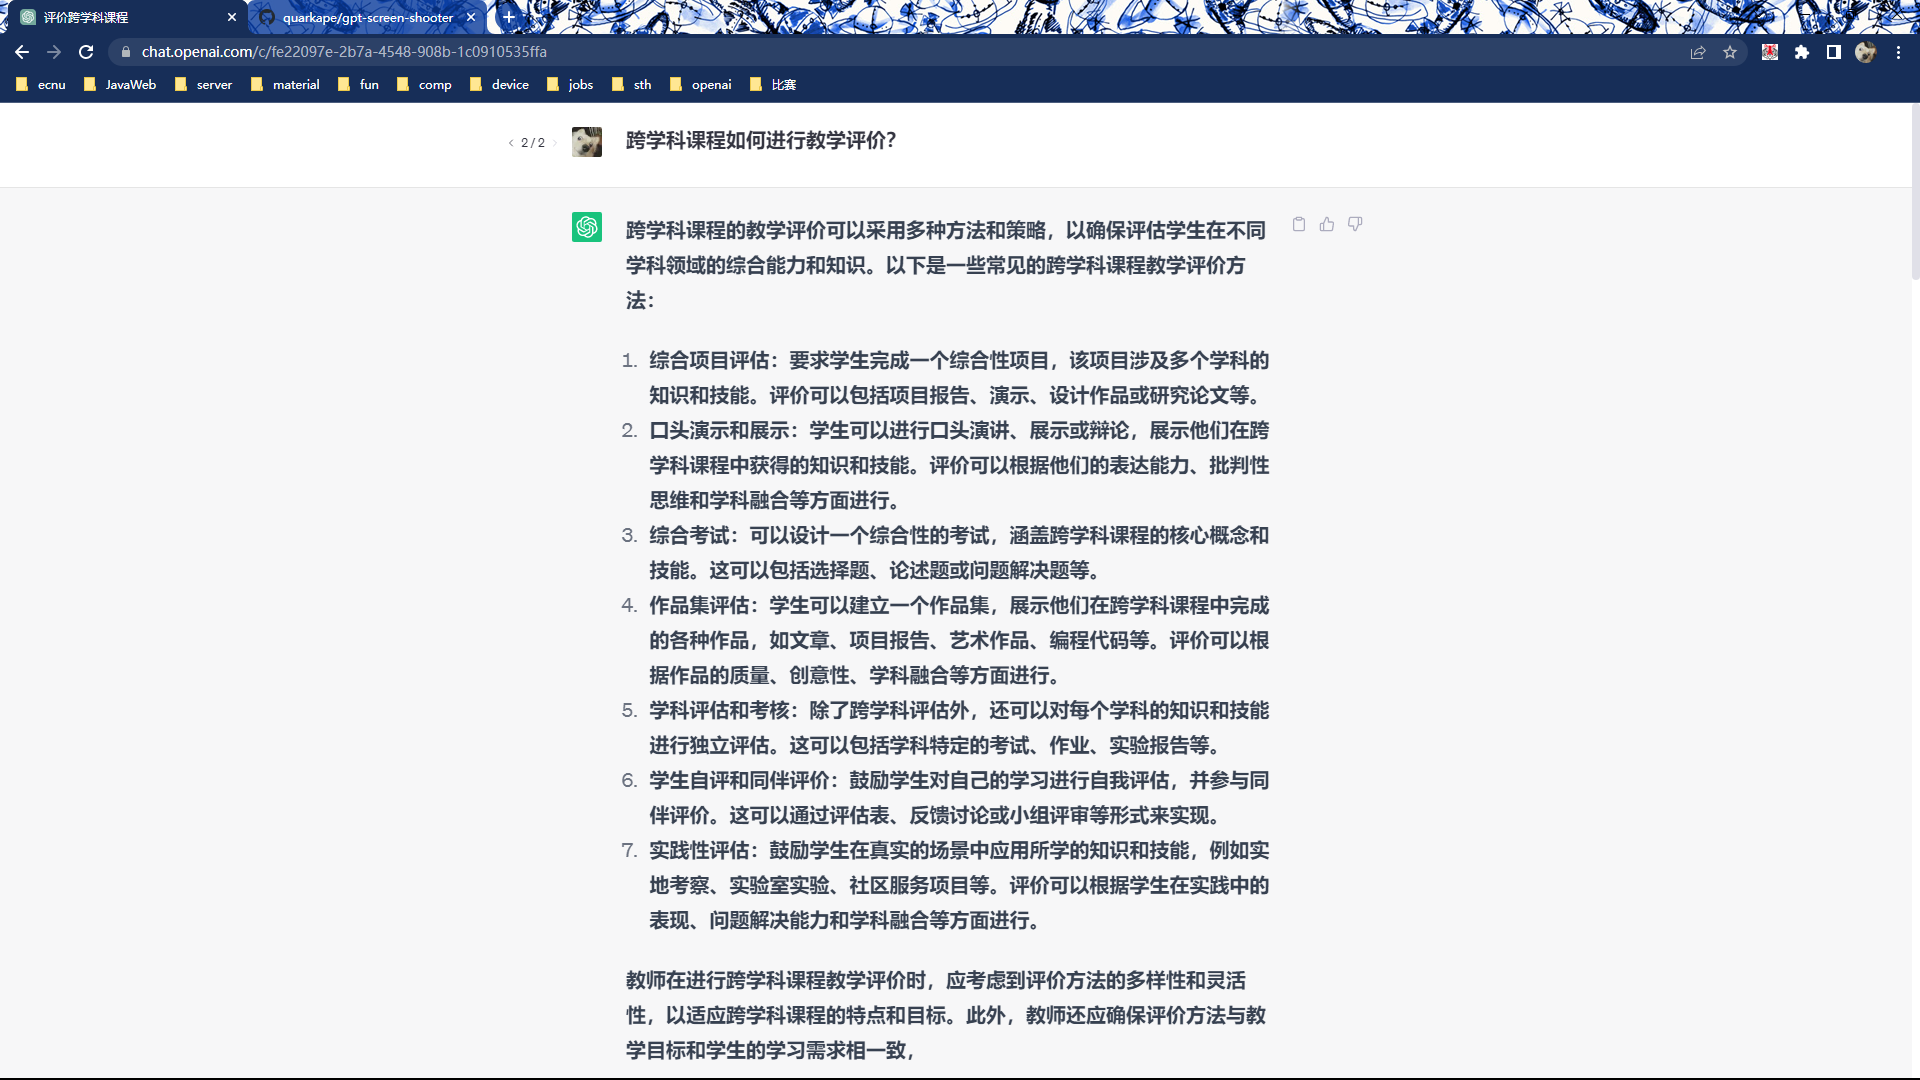 评价跨学科课程
quarkape/gpt-screen-shooter
chat.openai.com/c/fe22097e-2b7a-4548-908b-1c0910535ffa
ecnu JavaWeb server material fun comp device jobs sth openai 比赛
2 / 2
跨学科课程如何进行教学评价？
跨学科课程的教学评价可以采用多种方法和策略，以确保评估学生在不同
学科领域的综合能力和知识。以下是一些常见的跨学科课程教学评价方
法：
1. 综合项目评估：要求学生完成一个综合性项目，该项目涉及多个学科的
知识和技能。评价可以包括项目报告、演示、设计作品或研究论文等。
2. 口头演示和展示：学生可以进行口头演讲、展示或辩论，展示他们在跨
学科课程中获得的知识和技能。评价可以根据他们的表达能力、批判性
思维和学科融合等方面进行。
3. 综合考试：可以设计一个综合性的考试，涵盖跨学科课程的核心概念和
技能。这可以包括选择题、论述题或问题解决题等。
4. 作品集评估：学生可以建立一个作品集，展示他们在跨学科课程中完成
的各种作品，如文章、项目报告、艺术作品、编程代码等。评价可以根
据作品的质量、创意性、学科融合等方面进行。
5. 学科评估和考核：除了跨学科评估外，还可以对每个学科的知识和技能
进行独立评估。这可以包括学科特定的考试、作业、实验报告等。
6. 学生自评和同伴评价：鼓励学生对自己的学习进行自我评估，并参与同
伴评价。这可以通过评估表、反馈讨论或小组评审等形式来实现。
7. 实践性评估：鼓励学生在真实的场景中应用所学的知识和技能，例如实
地考察、实验室实验、社区服务项目等。评价可以根据学生在实践中的
表现、问题解决能力和学科融合等方面进行。
教师在进行跨学科课程教学评价时，应考虑到评价方法的多样性和灵活
性，以适应跨学科课程的特点和目标。此外，教师还应确保评价方法与教
学目标和学生的学习需求相一致，